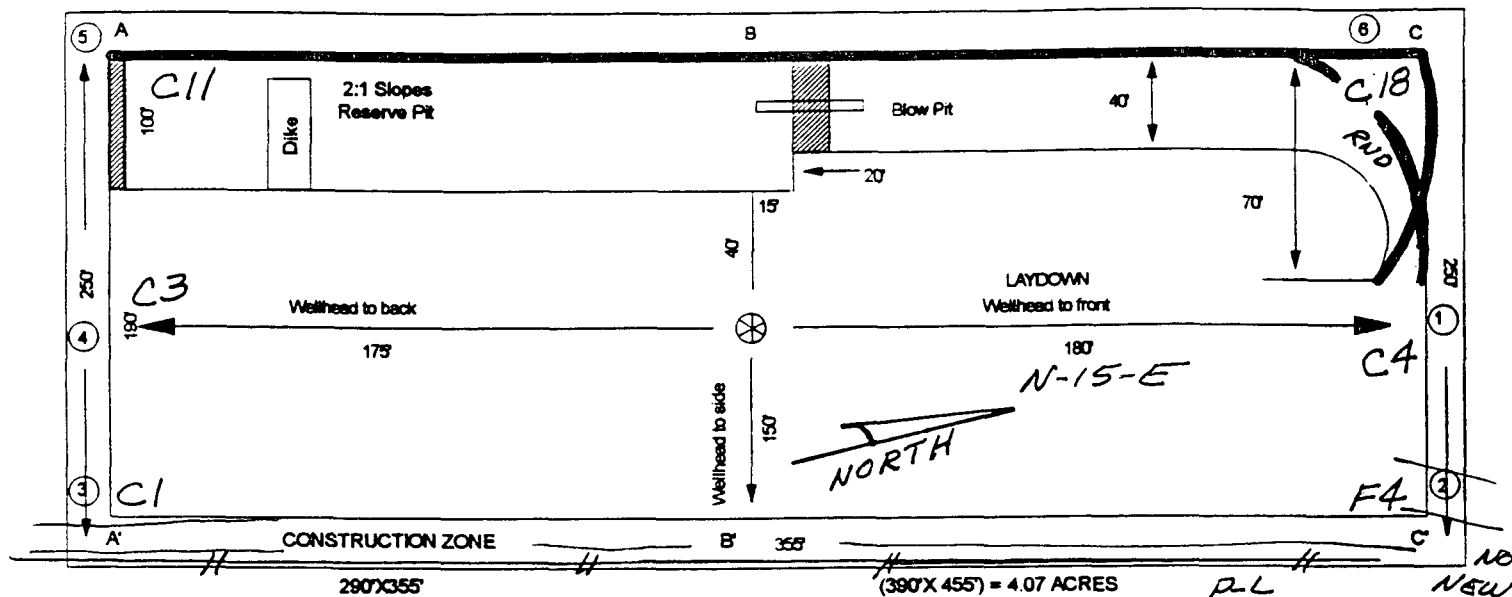 5 A B 6 C
C11 2:1 Slopes
Reserve Pit
100'
Dike
Blow Pit
40'
C18
RND
20'
15'
70'
40'
250'
C3
190'
Wellhead to back
LAYDOWN
Wellhead to front
250'
4
1
175'
180'
C4
N-15-E
Wellhead to side
150'
NORTH
3
C1
F4
2
A' CONSTRUCTION ZONE B' 355' C'
290'X355' (390'X 455') = 4.07 ACRES
NO
NEW